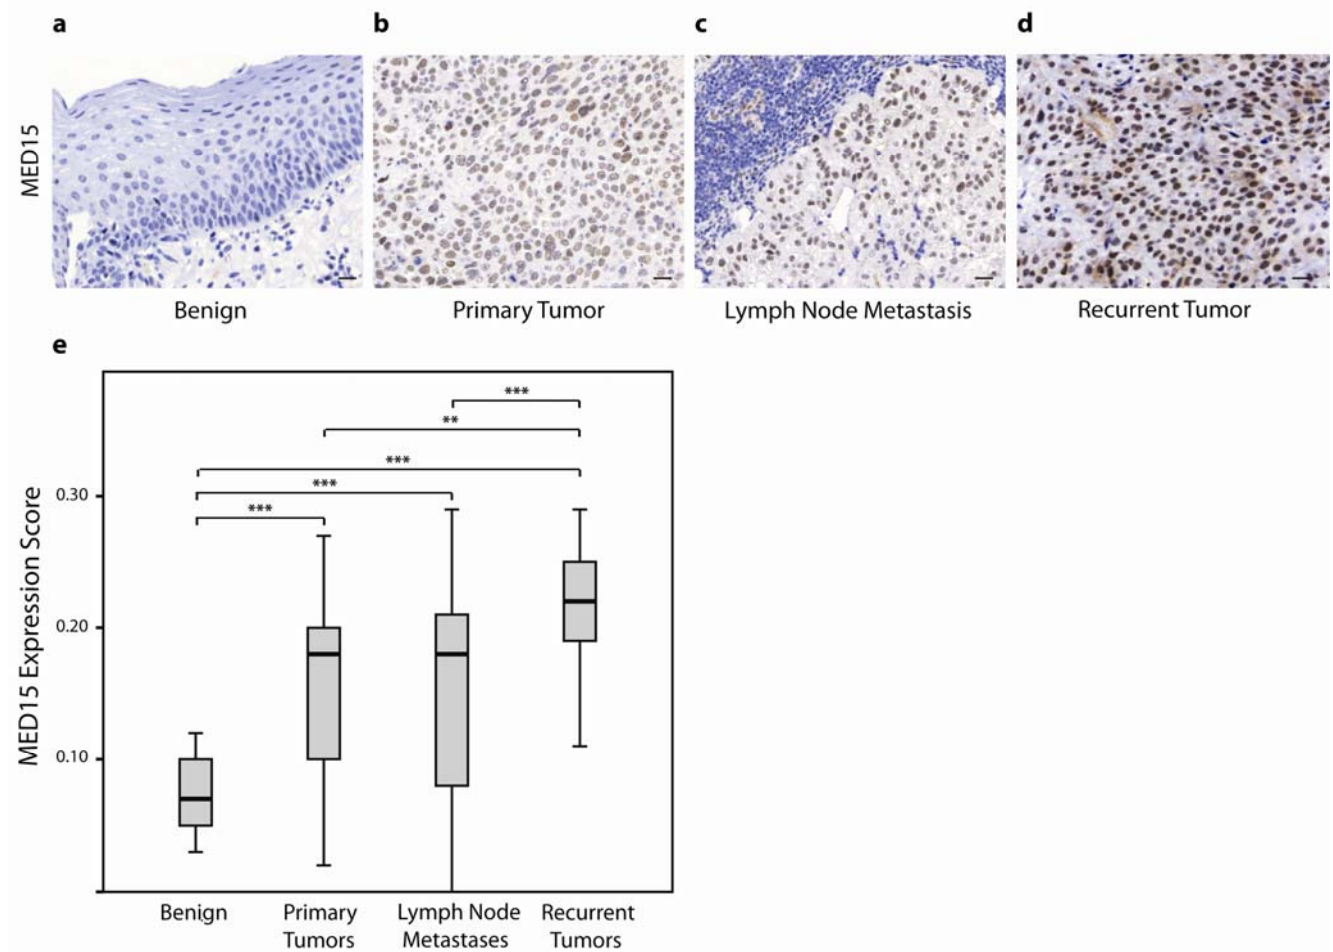 a
b
c
d
MED15
Benign
Primary Tumor
Lymph Node Metastasis
Recurrent Tumor
e
***
**
***
***
***
0.30
0.20
0.10
MED15 Expression Score
Benign
Primary
Tumors
Lymph Node
Metastases
Recurrent
Tumors